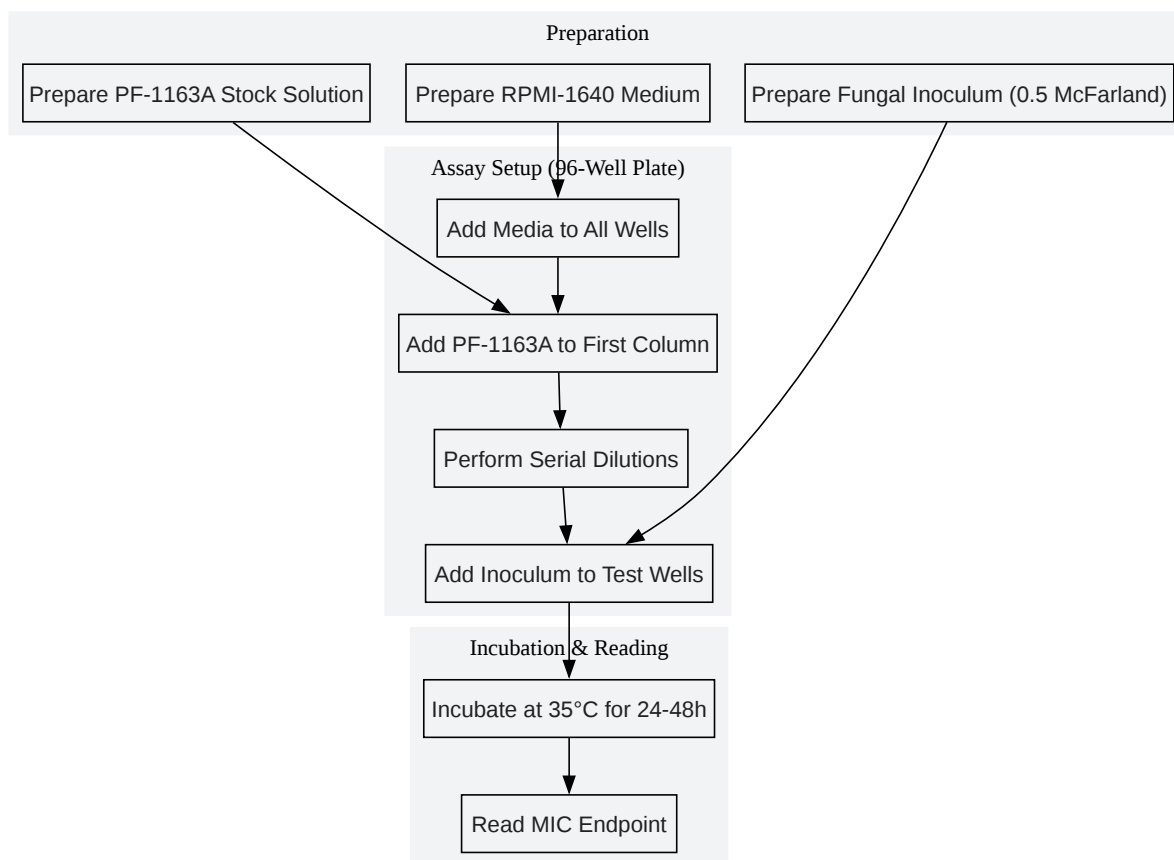 Preparation
Prepare PF-1163A Stock Solution
Prepare RPMI-1640 Medium
Prepare Fungal Inoculum (0.5 McFarland)
Assay Setup (96-Well Plate)
Add Media to All Wells
Add PF-1163A to First Column
Perform Serial Dilutions
Add Inoculum to Test Wells
Incubation & Reading
Incubate at 35°C for 24-48h
Read MIC Endpoint